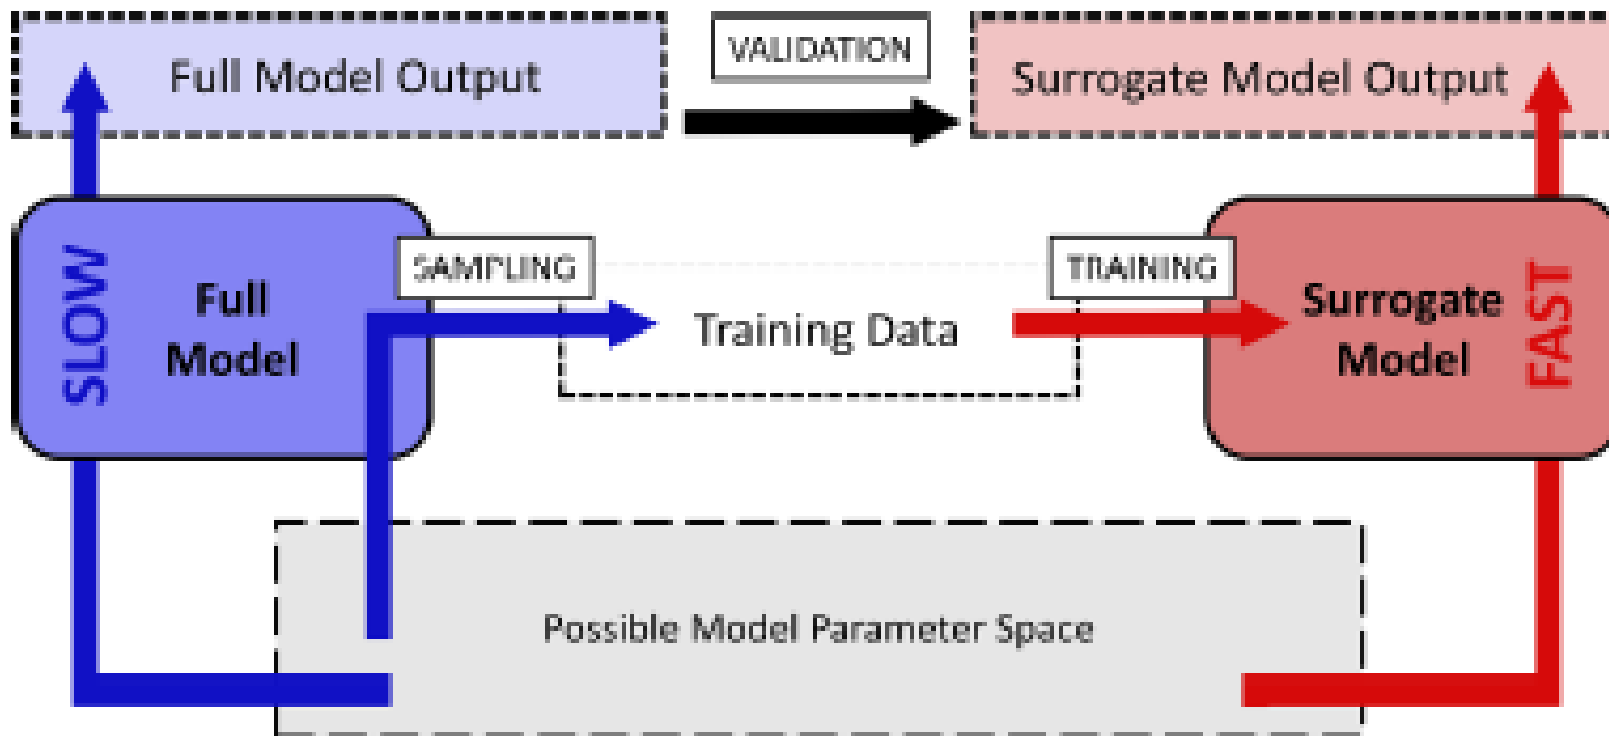 Full Model Output
VALIDATION
Surrogate Model Output
SLOW
Full
Model
SAMPLING
Training Data
TRAINING
Surrogate
Model
FAST
Possible Model Parameter Space